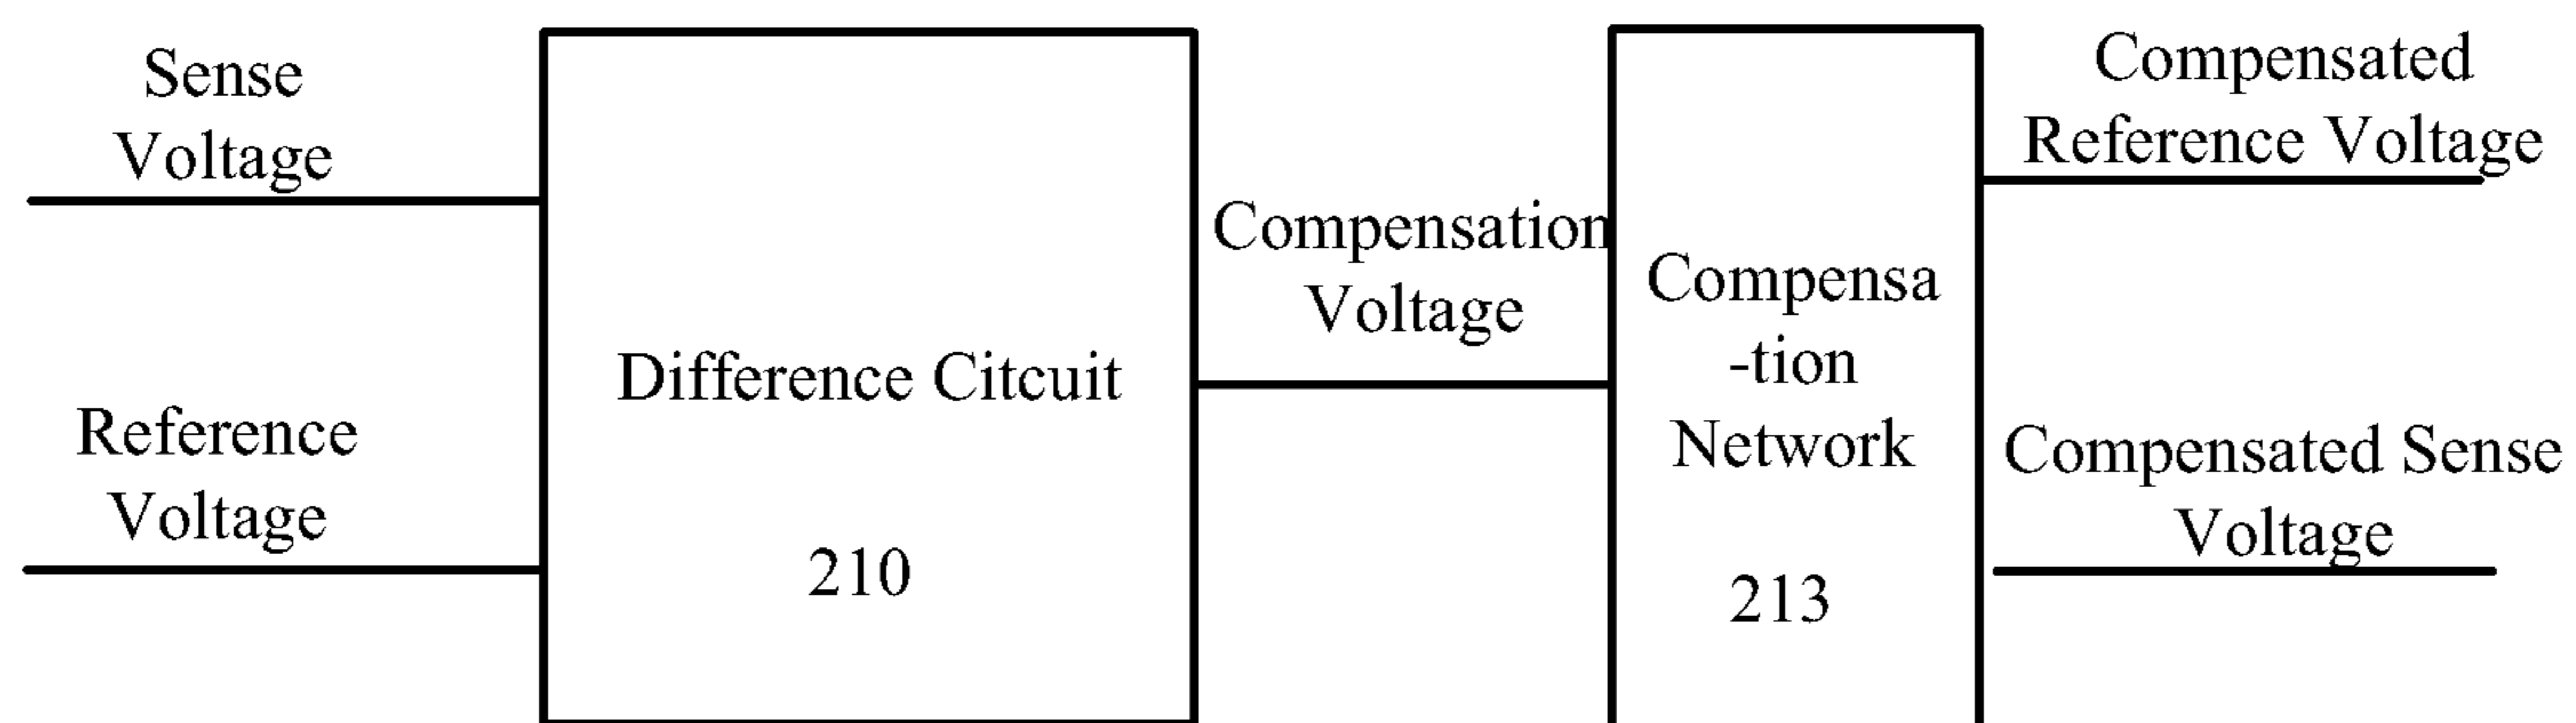 Sense
Voltage
Reference
Voltage
Difference Citcuit
210
Compensation
Voltage
Compensa
-tion
Network
213
Compensated
Reference Voltage
Compensated Sense
Voltage